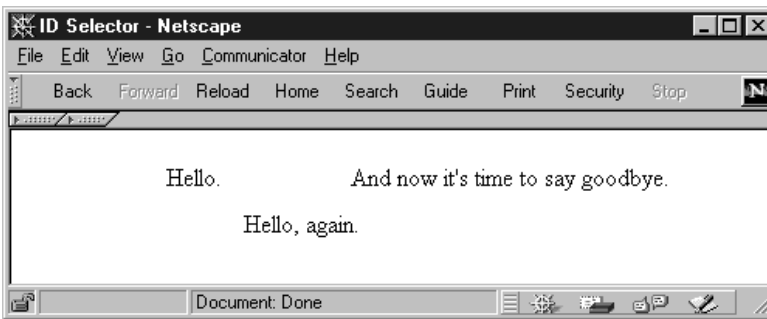 ID Selector - Netscape
File Edit View Go Communicator Help
Back Forward Reload Home Search Guide Print Security Stop N
Hello. And now it's time to say goodbye.
Hello, again.
Document: Done